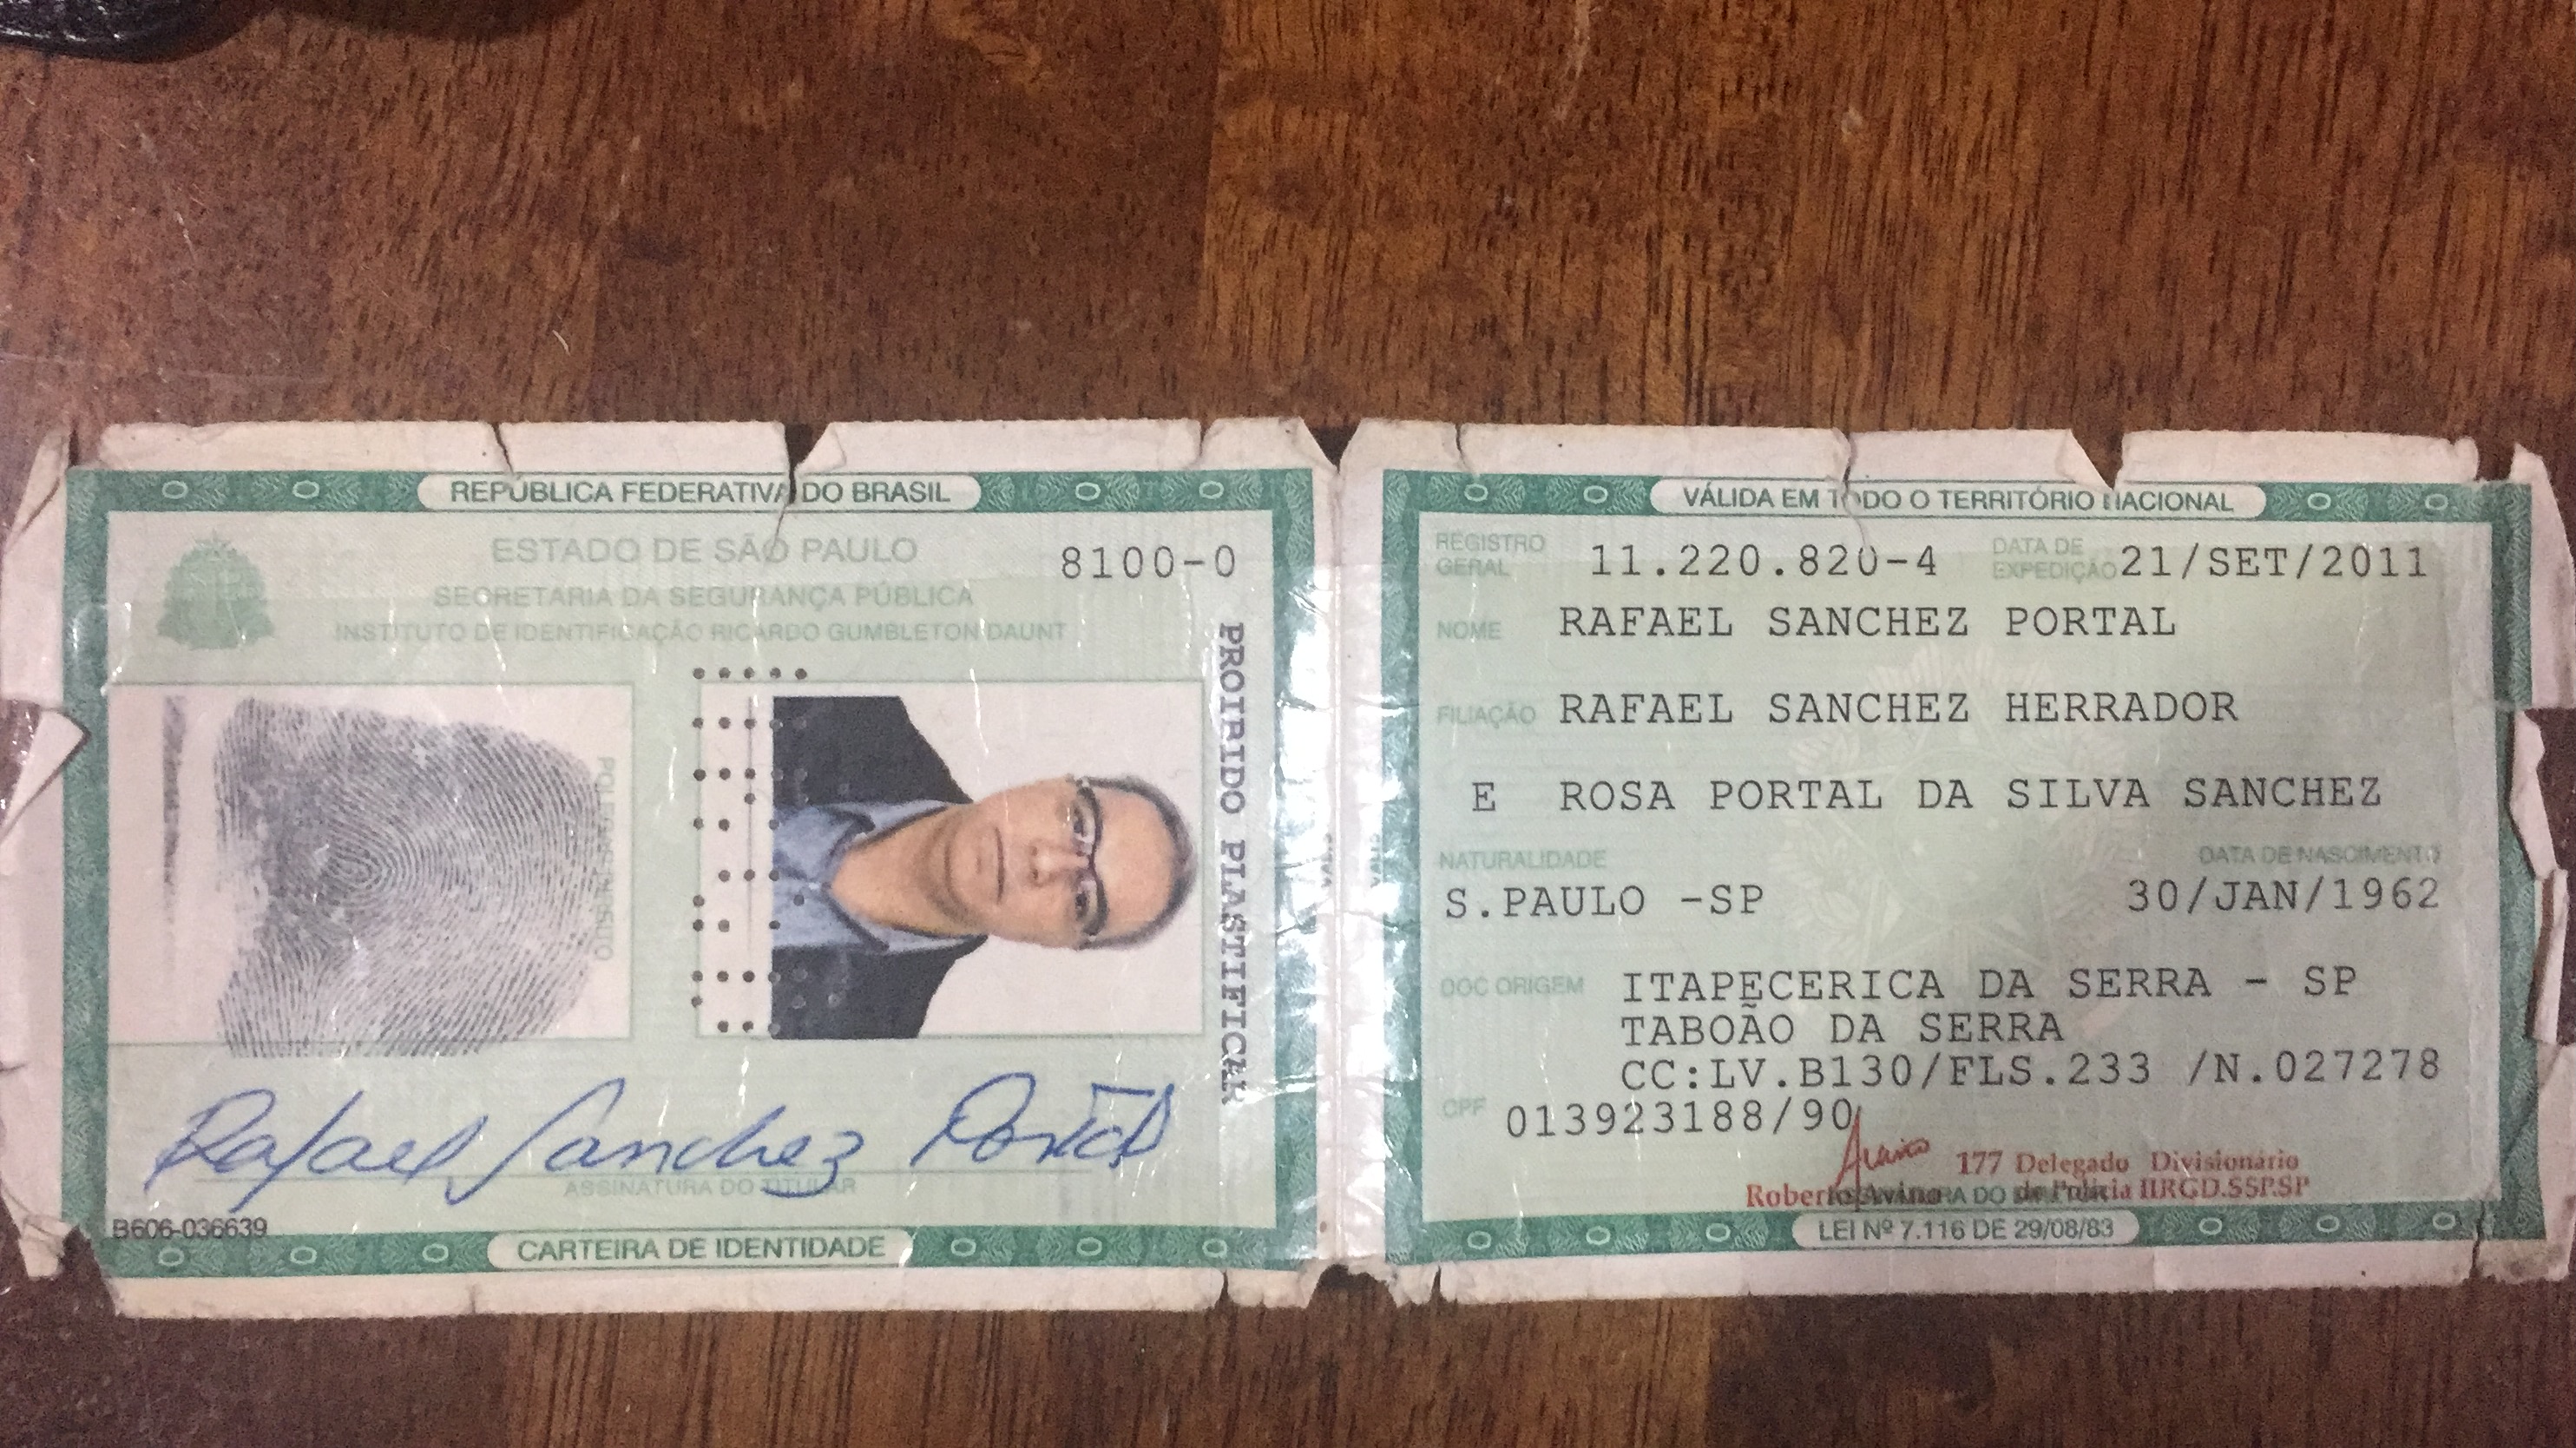 REPÚBLICA FEDERATIVA DO BRASIL
ESTADO DE SÃO PAULO
8100-0
SECRETARIA DA SEGURANÇA PÚBLICA
INSTITUTO DE IDENTIFICAÇÃO RICARDO GUMBLETON DAUNT
PROIBIDO PLASTIFICAR
POLEGAR DIREITO
Rafael Sanchez Portal
ASSINATURA DO TITULAR
B606-036639
CARTEIRA DE IDENTIDADE
VÁLIDA EM TODO O TERRITÓRIO NACIONAL
REGISTRO GERAL 11.220.820-4 DATA DE EXPEDIÇÃO 21/SET/2011
NOME RAFAEL SANCHEZ PORTAL
FILIAÇÃO RAFAEL SANCHEZ HERRADOR
E ROSA PORTAL DA SILVA SANCHEZ
NATURALIDADE DATA DE NASCIMENTO
S.PAULO -SP 30/JAN/1962
DOC ORIGEM ITAPECERICA DA SERRA - SP
TABOÃO DA SERRA
CC:LV.B130/FLS.233 /N.027278
CPF 013923188/90
177 Delegado Divisionário
Roberto Avino de Polícia IIRGD.SSP.SP
LEI Nº 7.116 DE 29/08/83